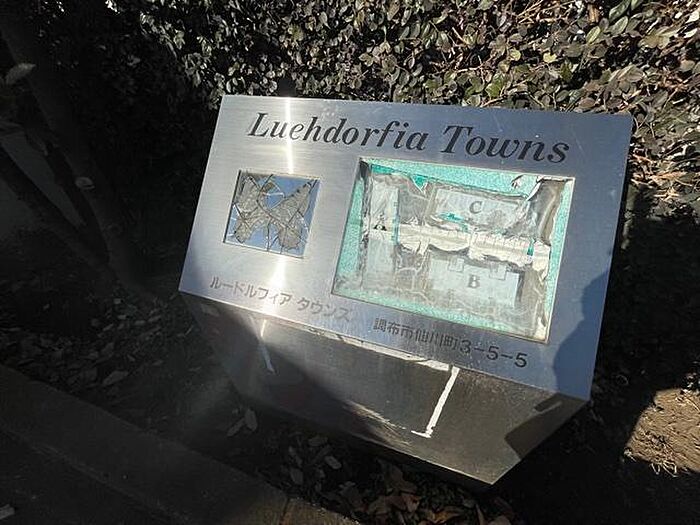 Luehdorfia Towns
C
A
B
ルードルフィア タウンズ
調布市仙川町3-5-5